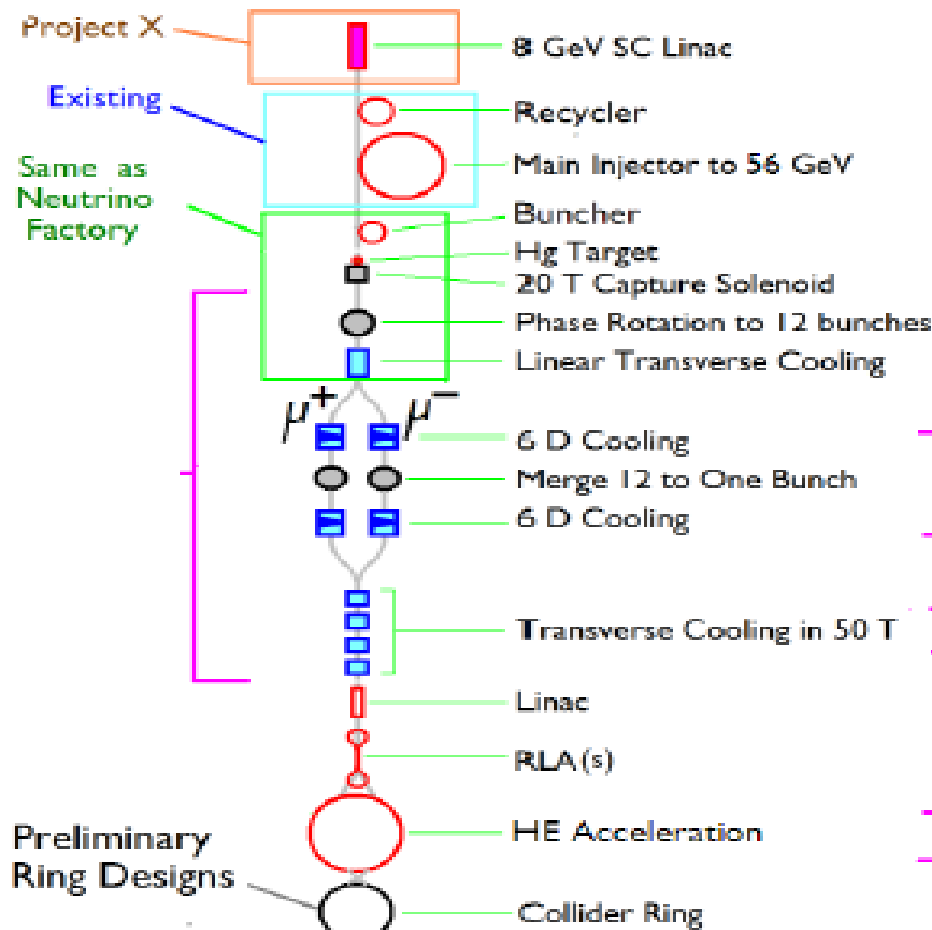 Project X
8 GeV SC Linac
Existing
Recycler
Main Injector to 56 GeV
Same as
Neutrino
Factory
Buncher
Hg Target
20 T Capture Solenoid
Phase Rotation to 12 bunches
Linear Transverse Cooling
μ+ μ−
6 D Cooling
Merge 12 to One Bunch
6 D Cooling
Transverse Cooling in 50 T
Linac
RLA(s)
HE Acceleration
Preliminary
Ring Designs
Collider Ring